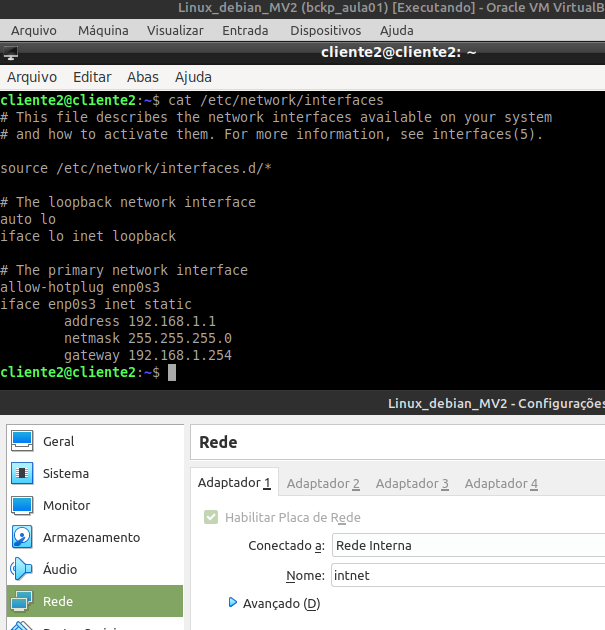 Linux_debian_MV2 (bckp_aula01) [Executando] - Oracle VM VirtualB
Arquivo Máquina Visualizar Entrada Dispositivos Ajuda
cliente2@cliente2: ~
Arquivo Editar Abas Ajuda
cliente2@cliente2:~$ cat /etc/network/interfaces
# This file describes the network interfaces available on your system
# and how to activate them. For more information, see interfaces(5).
source /etc/network/interfaces.d/*
# The loopback network interface
auto lo
iface lo inet loopback
# The primary network interface
allow-hotplug enp0s3
iface enp0s3 inet static
address 192.168.1.1
netmask 255.255.255.0
gateway 192.168.1.254
cliente2@cliente2:~$
Linux_debian_MV2 - Configurações
Geral
Sistema
Monitor
Armazenamento
Áudio
Rede
Rede
Adaptador 1 Adaptador 2 Adaptador 3 Adaptador 4
Habilitar Placa de Rede
Conectado a: Rede Interna
Nome: intnet
Avançado (D)